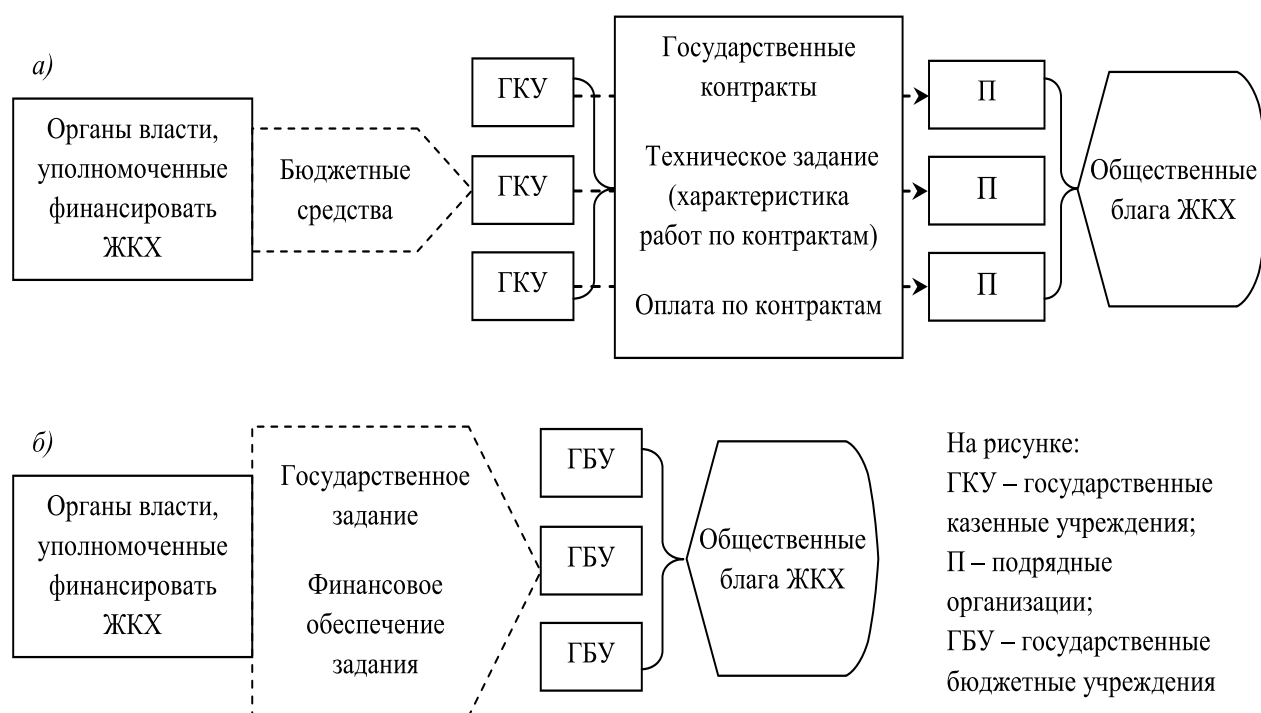 а)
Органы власти,
уполномоченные
финансировать
ЖКХ
Бюджетные
средства
ГКУ
ГКУ
ГКУ
Государственные
контракты
Техническое задание
(характеристика
работ по контрактам)
Оплата по контрактам
П
П
П
Общественные
блага ЖКХ
б)
Органы власти,
уполномоченные
финансировать
ЖКХ
Государственное
задание
Финансовое
обеспечение
задания
ГБУ
ГБУ
ГБУ
Общественные
блага ЖКХ
На рисунке:
ГКУ – государственные
казенные учреждения;
П – подрядные
организации;
ГБУ – государственные
бюджетные учреждения